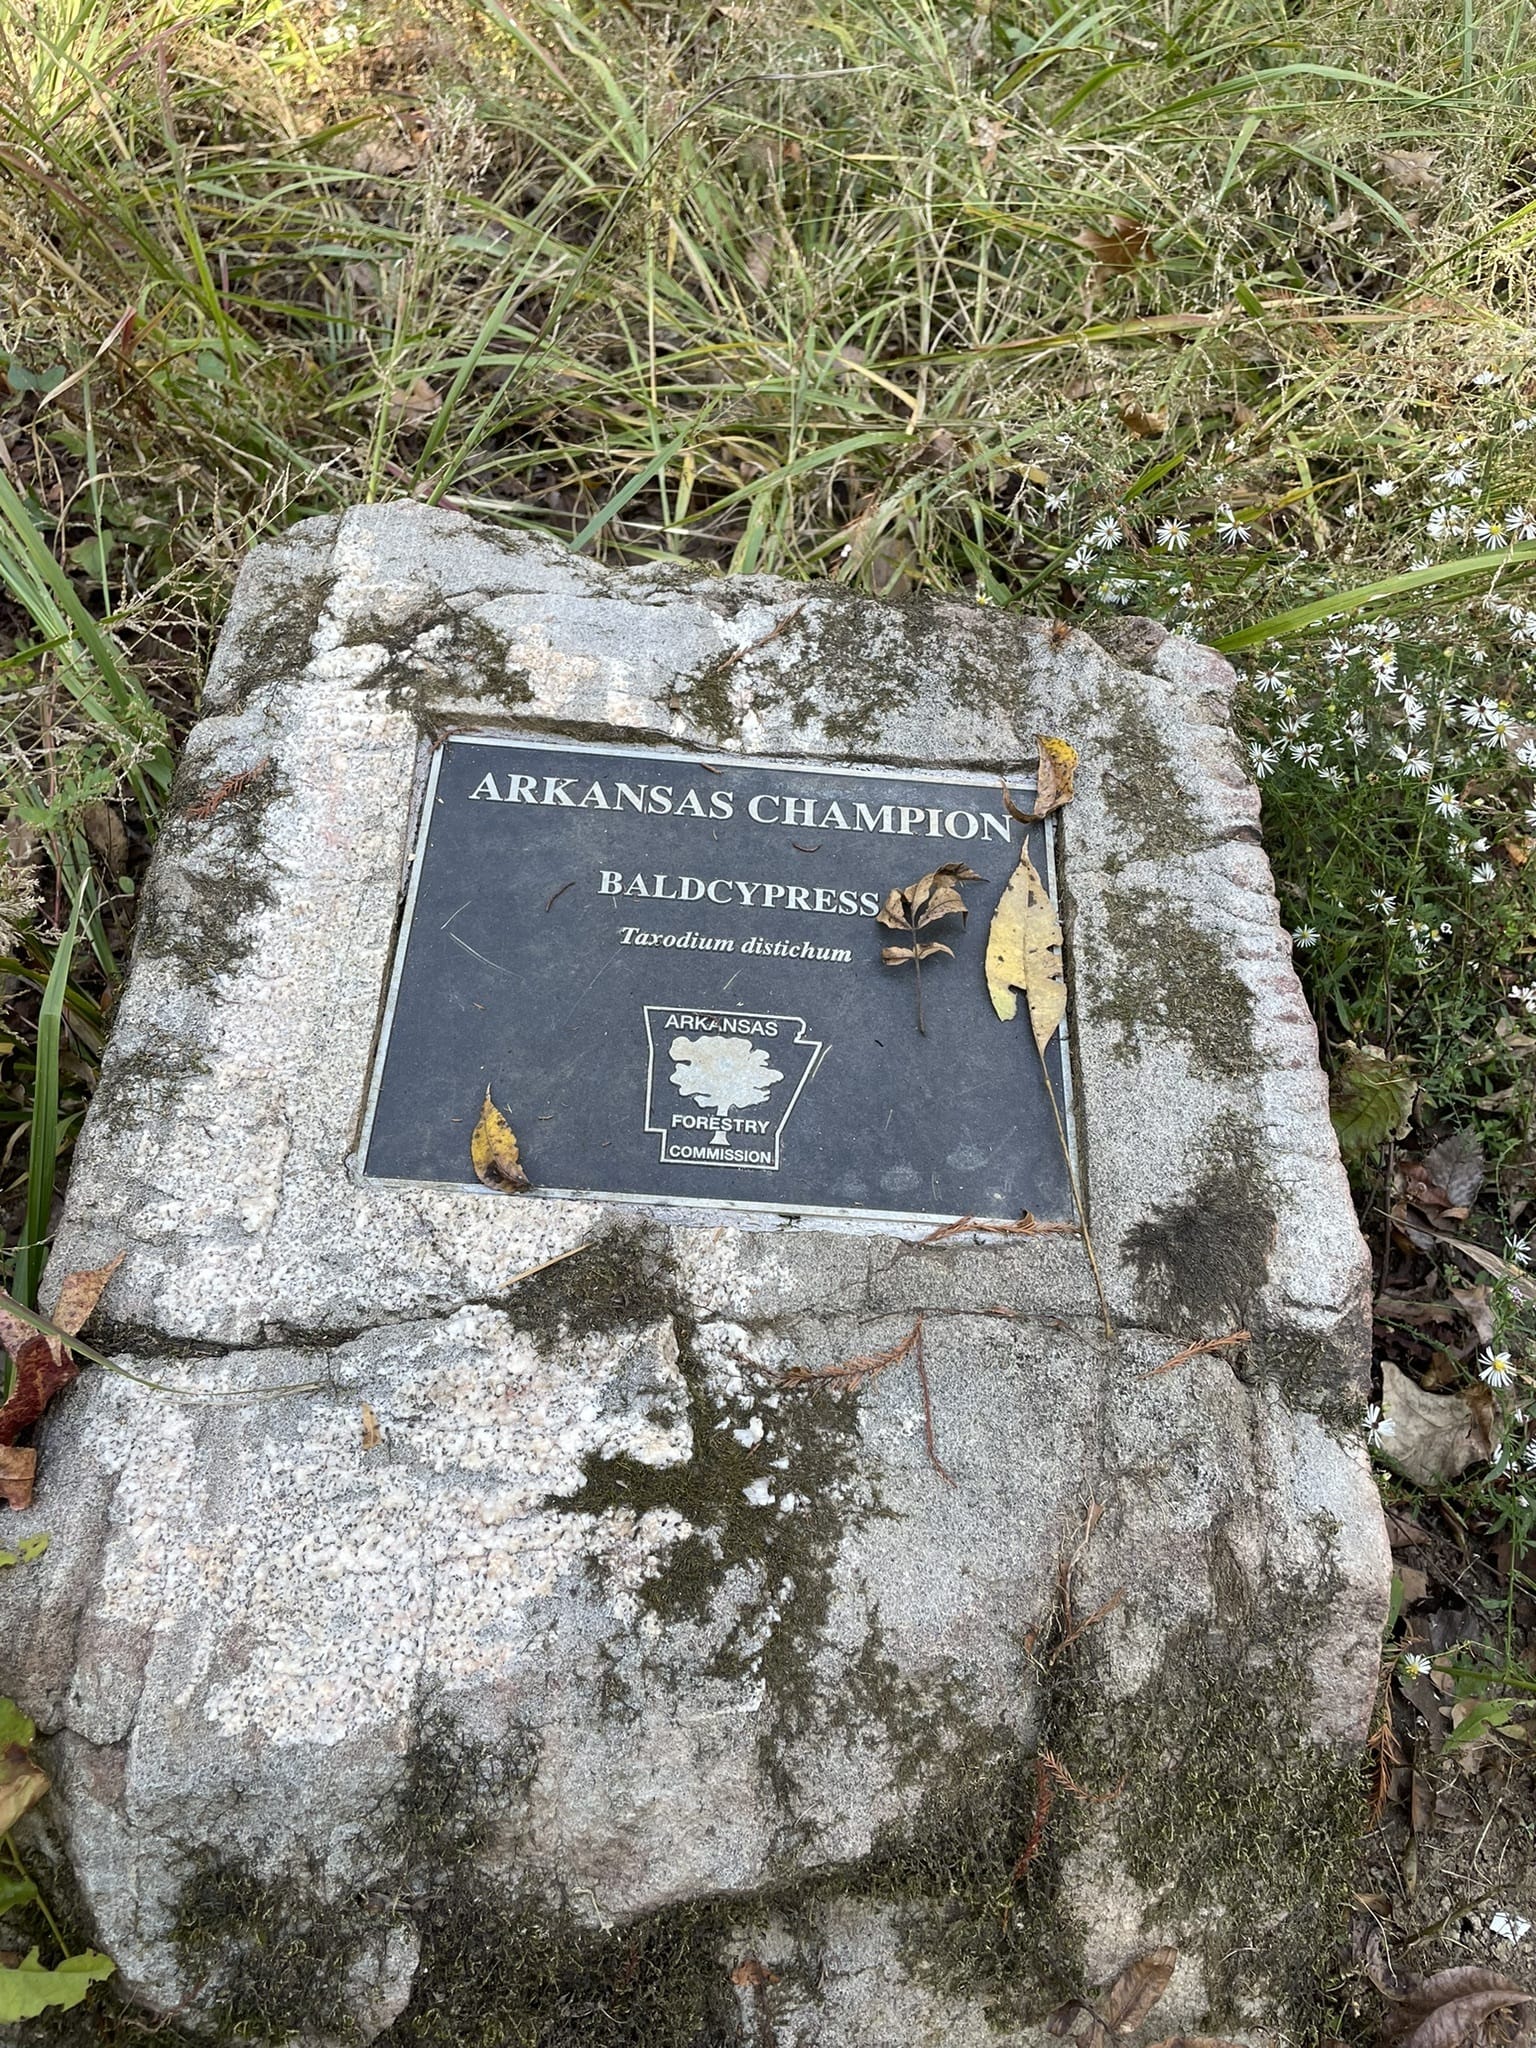 ARKANSAS CHAMPION
BALDCYPRESS
Taxodium distichum
ARKANSAS
FORESTRY
COMMISSION